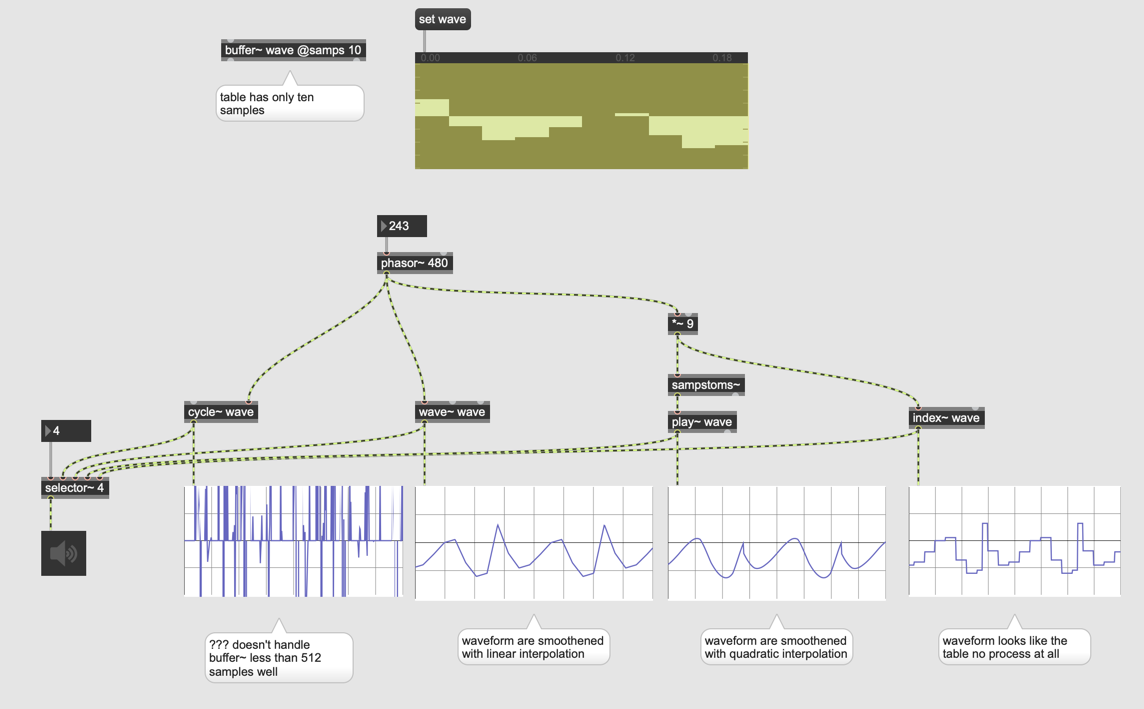 set wave
buffer~ wave @samps 10
0.00 0.06 0.12 0.18
table has only ten
samples
243
phasor~ 480
*~ 9
sampstoms~
cycle~ wave
wave~ wave
play~ wave
index~ wave
4
selector~ 4
??? doesn't handle
buffer~ less than 512
samples well
waveform are smoothened
with linear interpolation
waveform are smoothened
with quadratic interpolation
waveform looks like the
table no process at all